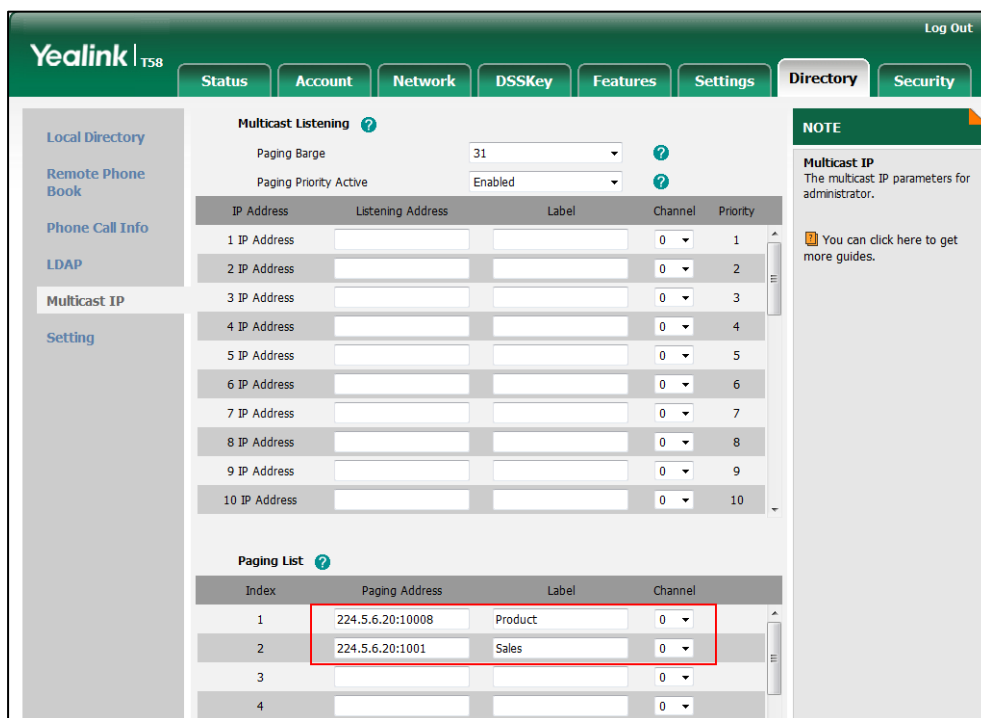 Log Out
Yealink T58
Status Account Network DSSKey Features Settings Directory Security
Local Directory
Remote Phone
Book
Phone Call Info
LDAP
Multicast IP
Setting
Multicast Listening ?
Paging Barge 31 ?
Paging Priority Active Enabled ?
IP Address Listening Address Label Channel Priority
1 IP Address 0 1
2 IP Address 0 2
3 IP Address 0 3
4 IP Address 0 4
5 IP Address 0 5
6 IP Address 0 6
7 IP Address 0 7
8 IP Address 0 8
9 IP Address 0 9
10 IP Address 0 10
Paging List ?
Index Paging Address Label Channel
1 224.5.6.20:10008 Product 0
2 224.5.6.20:1001 Sales 0
3 0
4 0
NOTE
Multicast IP
The multicast IP parameters for
administrator.
? You can click here to get
more guides.